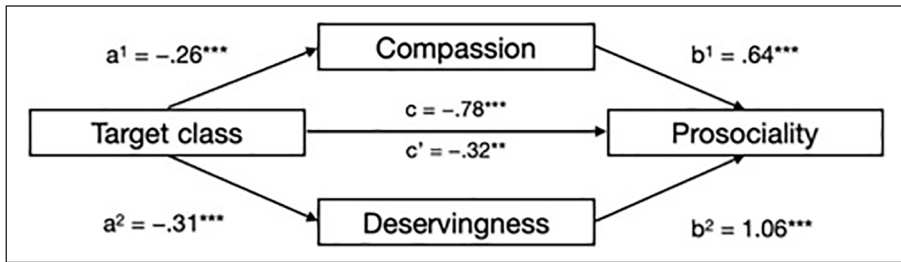 Compassion
a¹ = –.26***
b¹ = .64***
c = –.78***
Target class
Prosociality
c' = –.32**
a² = –.31***
Deservingness
b² = 1.06***